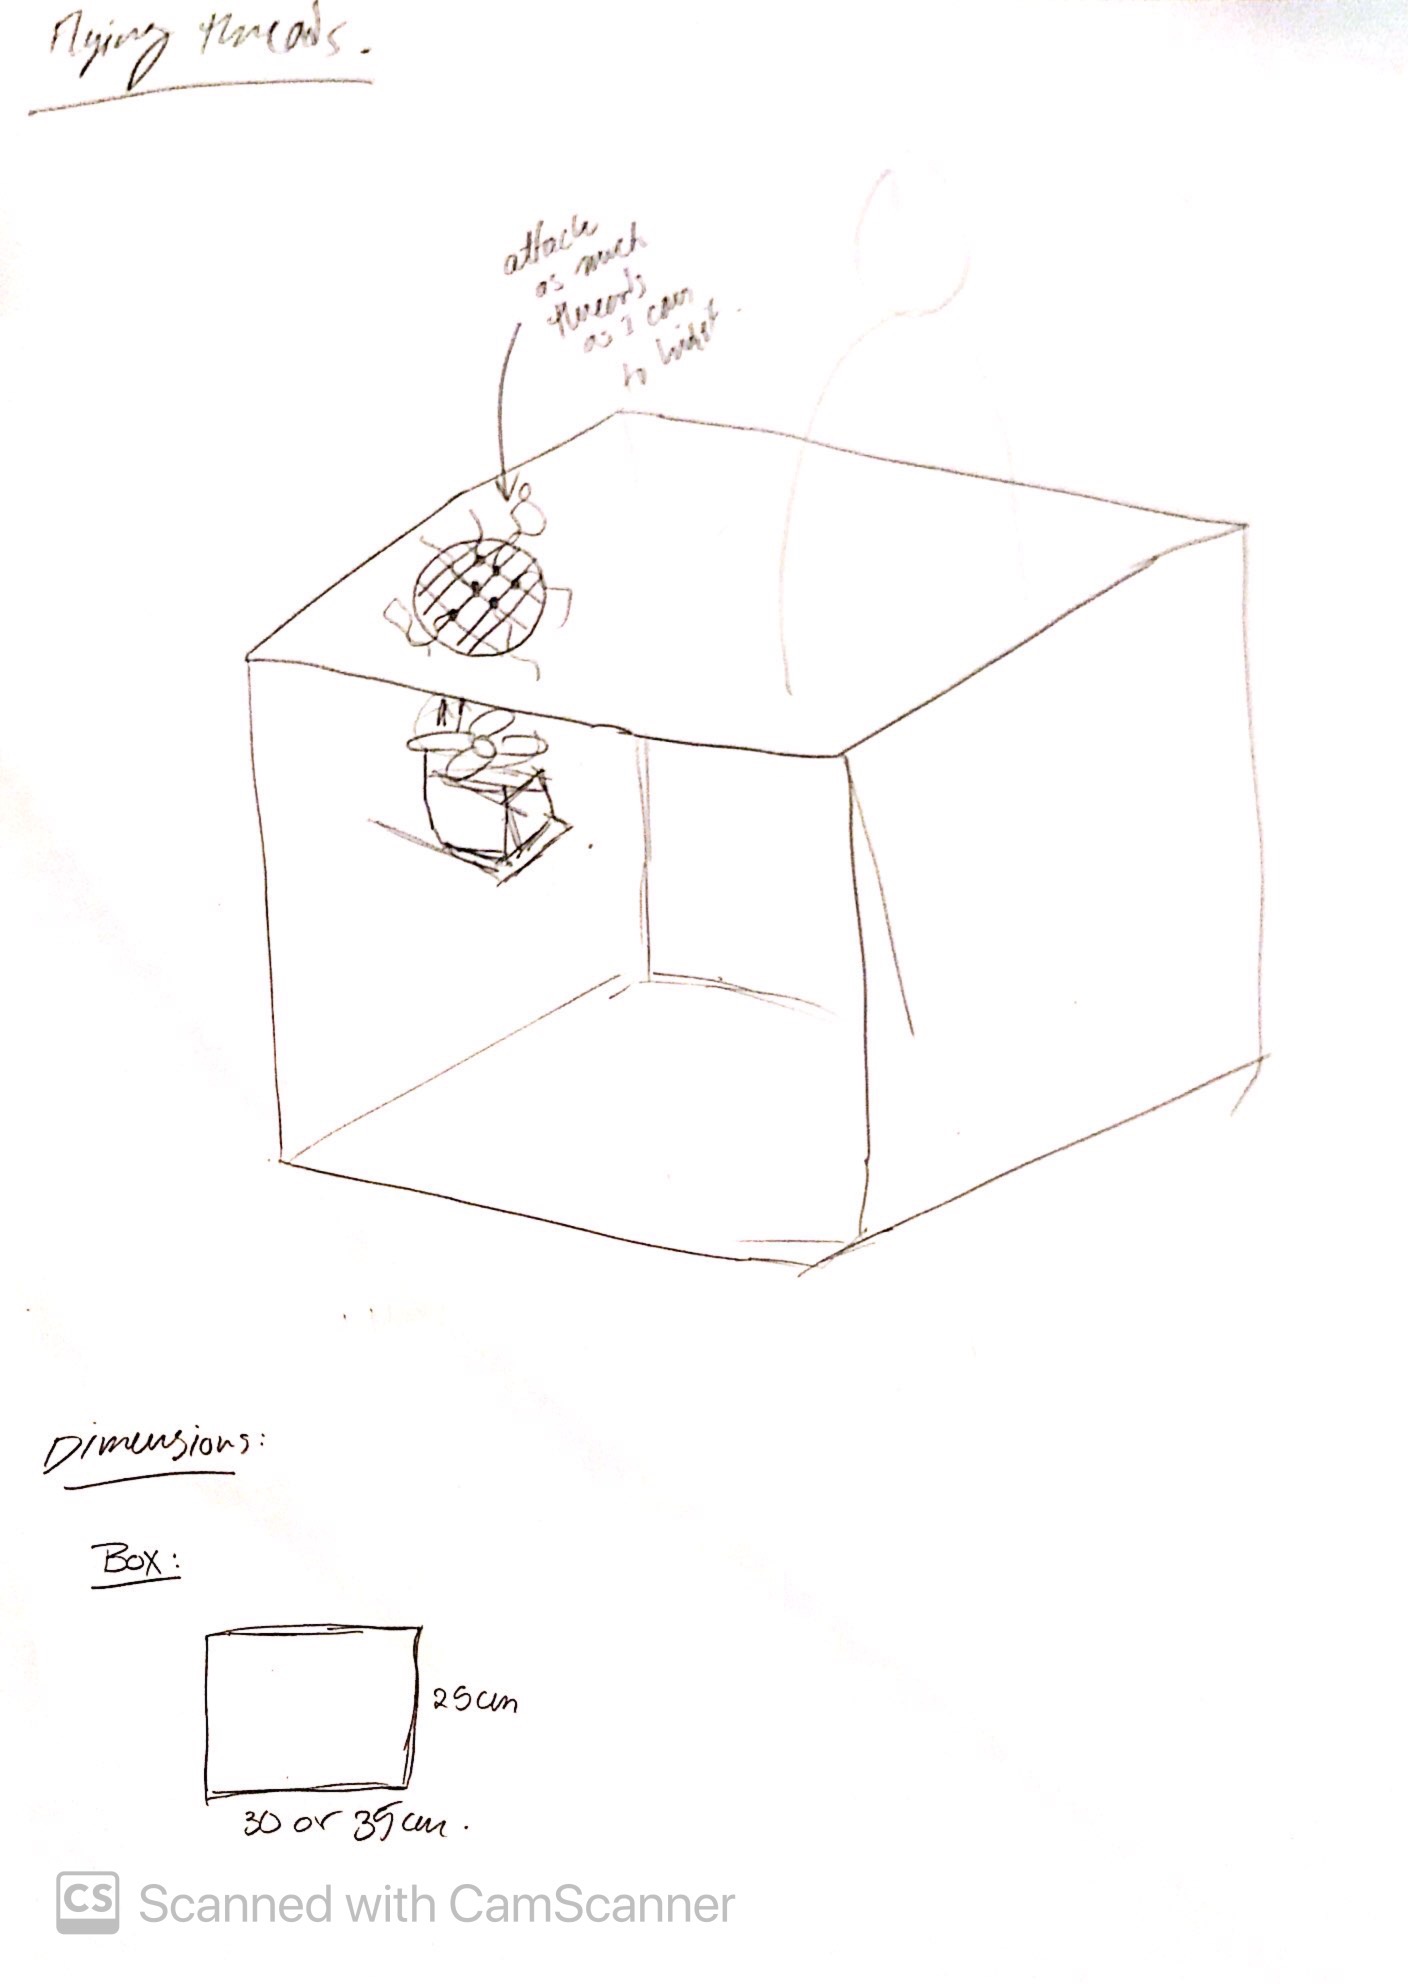 Flying threads.
attach
as much
threads
as I can
to
Dimensions:
Box:
25cm
30 or 35cm.
CS Scanned with CamScanner